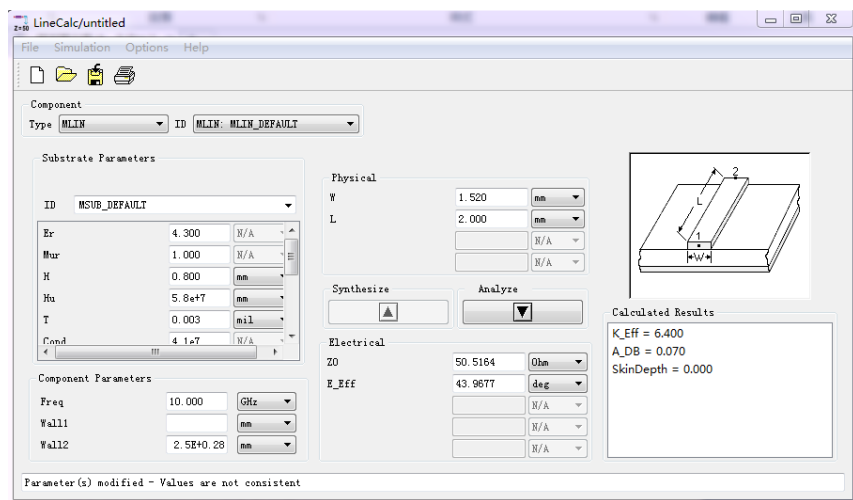 Z=50 LineCalc/untitled
File Simulation Options Help
Component
Type MLIN ID MLIN: MLIN_DEFAULT
Substrate Parameters
ID MSUB_DEFAULT
Er 4.300 N/A
Mur 1.000 N/A
H 0.800 mm
Hu 5.8e+7 mm
T 0.003 mil
Cond 4.1e7 N/A
Component Parameters
Freq 10.000 GHz
Wall1 mm
Wall2 2.5E+0.28 mm
Physical
W 1.520 mm
L 2.000 mm
N/A
N/A
Synthesize Analyze
Electrical
Z0 50.5164 Ohm
E_Eff 43.9677 deg
N/A
N/A
N/A
2
L
1
W
Calculated Results
K_Eff = 6.400
A_DB = 0.070
SkinDepth = 0.000
Parameter(s) modified - Values are not consistent